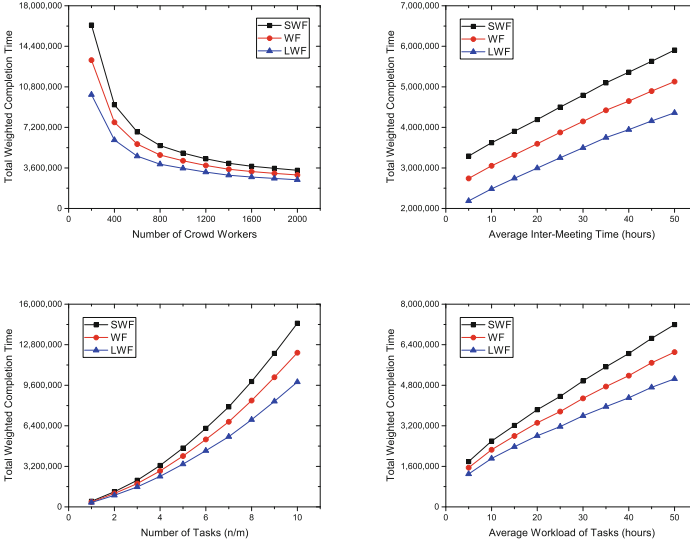 18,000,000
14,400,000
10,800,000
7,200,000
3,600,000
0
0 400 800 1200 1600 2000
Total Weighted Completion Time
Number of Crowd Workers
SWF
WF
LWF
7,000,000
6,000,000
5,000,000
4,000,000
3,000,000
2,000,000
0 10 20 30 40 50
Total Weighted Completion Time
Average Inter-Meeting Time (hours)
SWF
WF
LWF
16,000,000
12,800,000
9,600,000
6,400,000
3,200,000
0
0 2 4 6 8 10
Total Weighted Completion Time
Number of Tasks (n/m)
SWF
WF
LWF
8,000,000
6,400,000
4,800,000
3,200,000
1,600,000
0
0 10 20 30 40 50
Total Weighted Completion Time
Average Workload of Tasks (hours)
SWF
WF
LWF